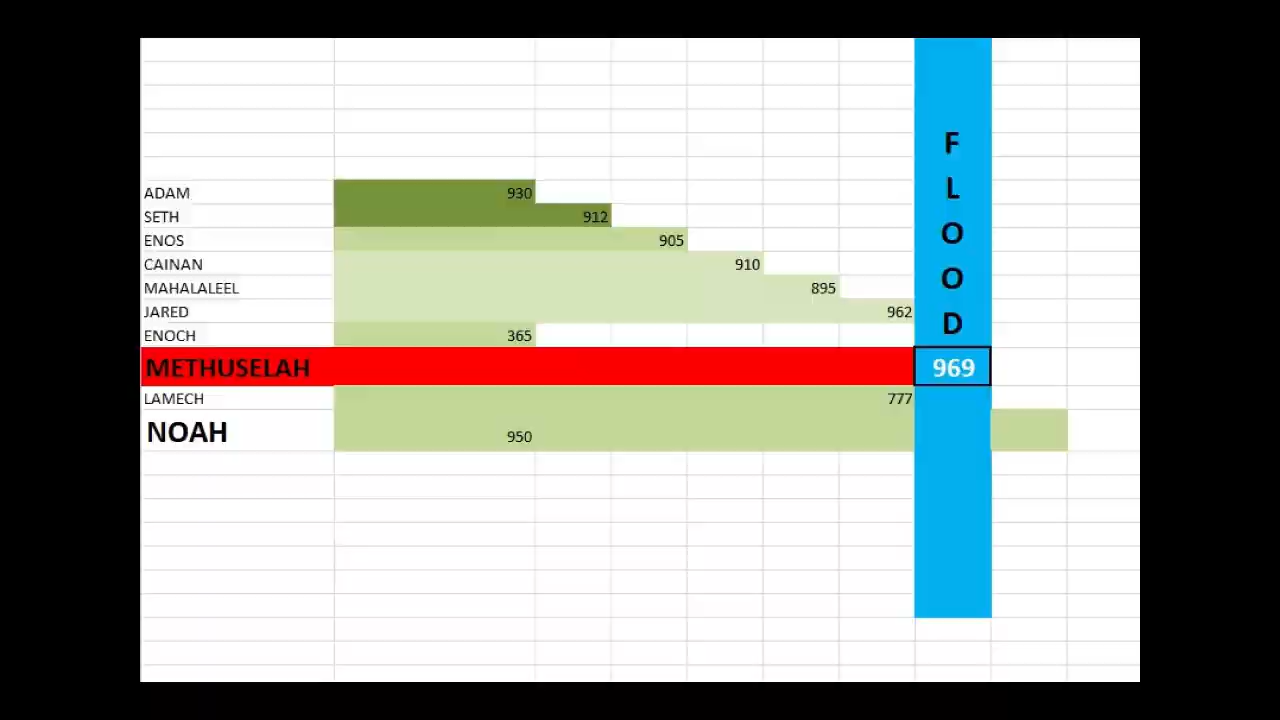 F
L
O
O
D
ADAM 930
SETH 912
ENOS 905
CAINAN 910
MAHALALEEL 895
JARED 962
ENOCH 365
METHUSELAH 969
LAMECH 777
NOAH 950